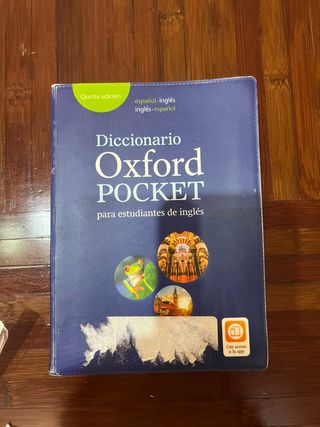 Quinta edición
español-inglés
inglés-español
Diccionario
Oxford
POCKET
para estudiantes de inglés
Con acceso
a la app